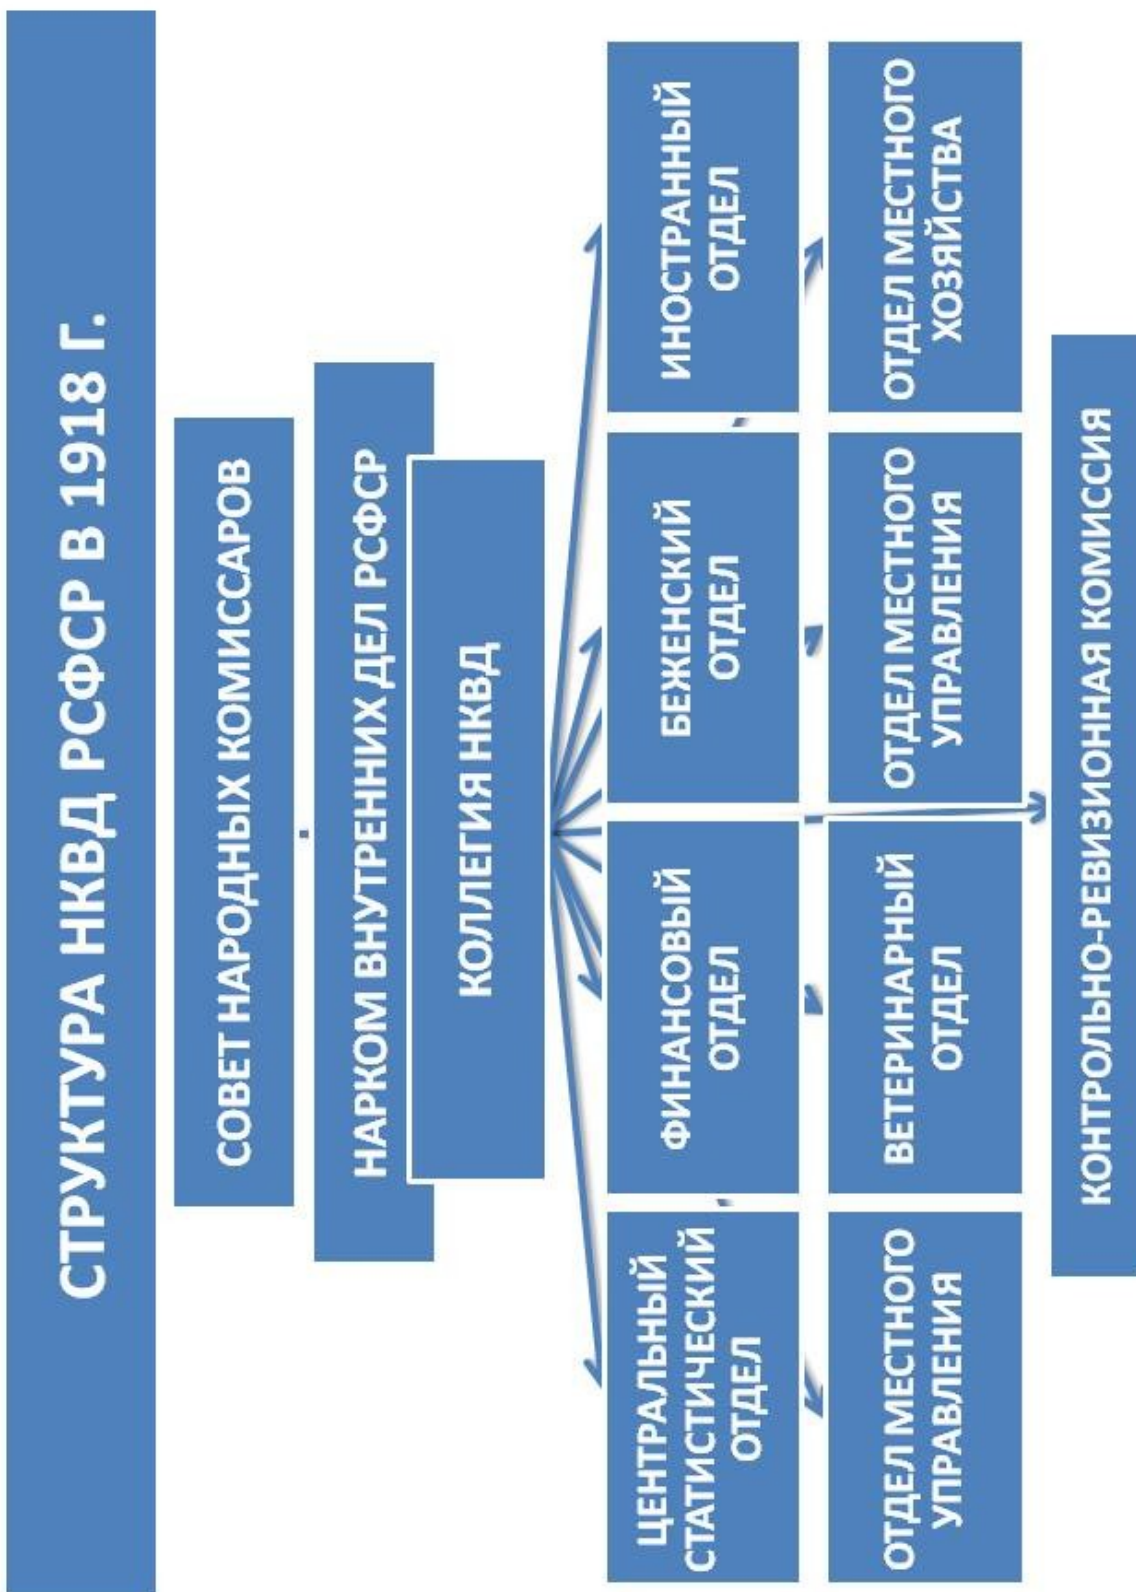 СТРУКТУРА НКВД РСФСР В 1918 Г.
СОВЕТ НАРОДНЫХ КОМИССАРОВ
НАРКОМ ВНУТРЕННИХ ДЕЛ РСФСР
КОЛЛЕГИЯ НКВД
ЦЕНТРАЛЬНЫЙ
СТАТИСТИЧЕСКИЙ
ОТДЕЛ
ФИНАНСОВЫЙ
ОТДЕЛ
БЕЖЕНСКИЙ
ОТДЕЛ
ИНОСТРАННЫЙ
ОТДЕЛ
ОТДЕЛ МЕСТНОГО
УПРАВЛЕНИЯ
ВЕТЕРИНАРНЫЙ
ОТДЕЛ
ОТДЕЛ МЕСТНОГО
УПРАВЛЕНИЯ
ОТДЕЛ МЕСТНОГО
ХОЗЯЙСТВА
КОНТРОЛЬНО-РЕВИЗИОННАЯ КОМИССИЯ